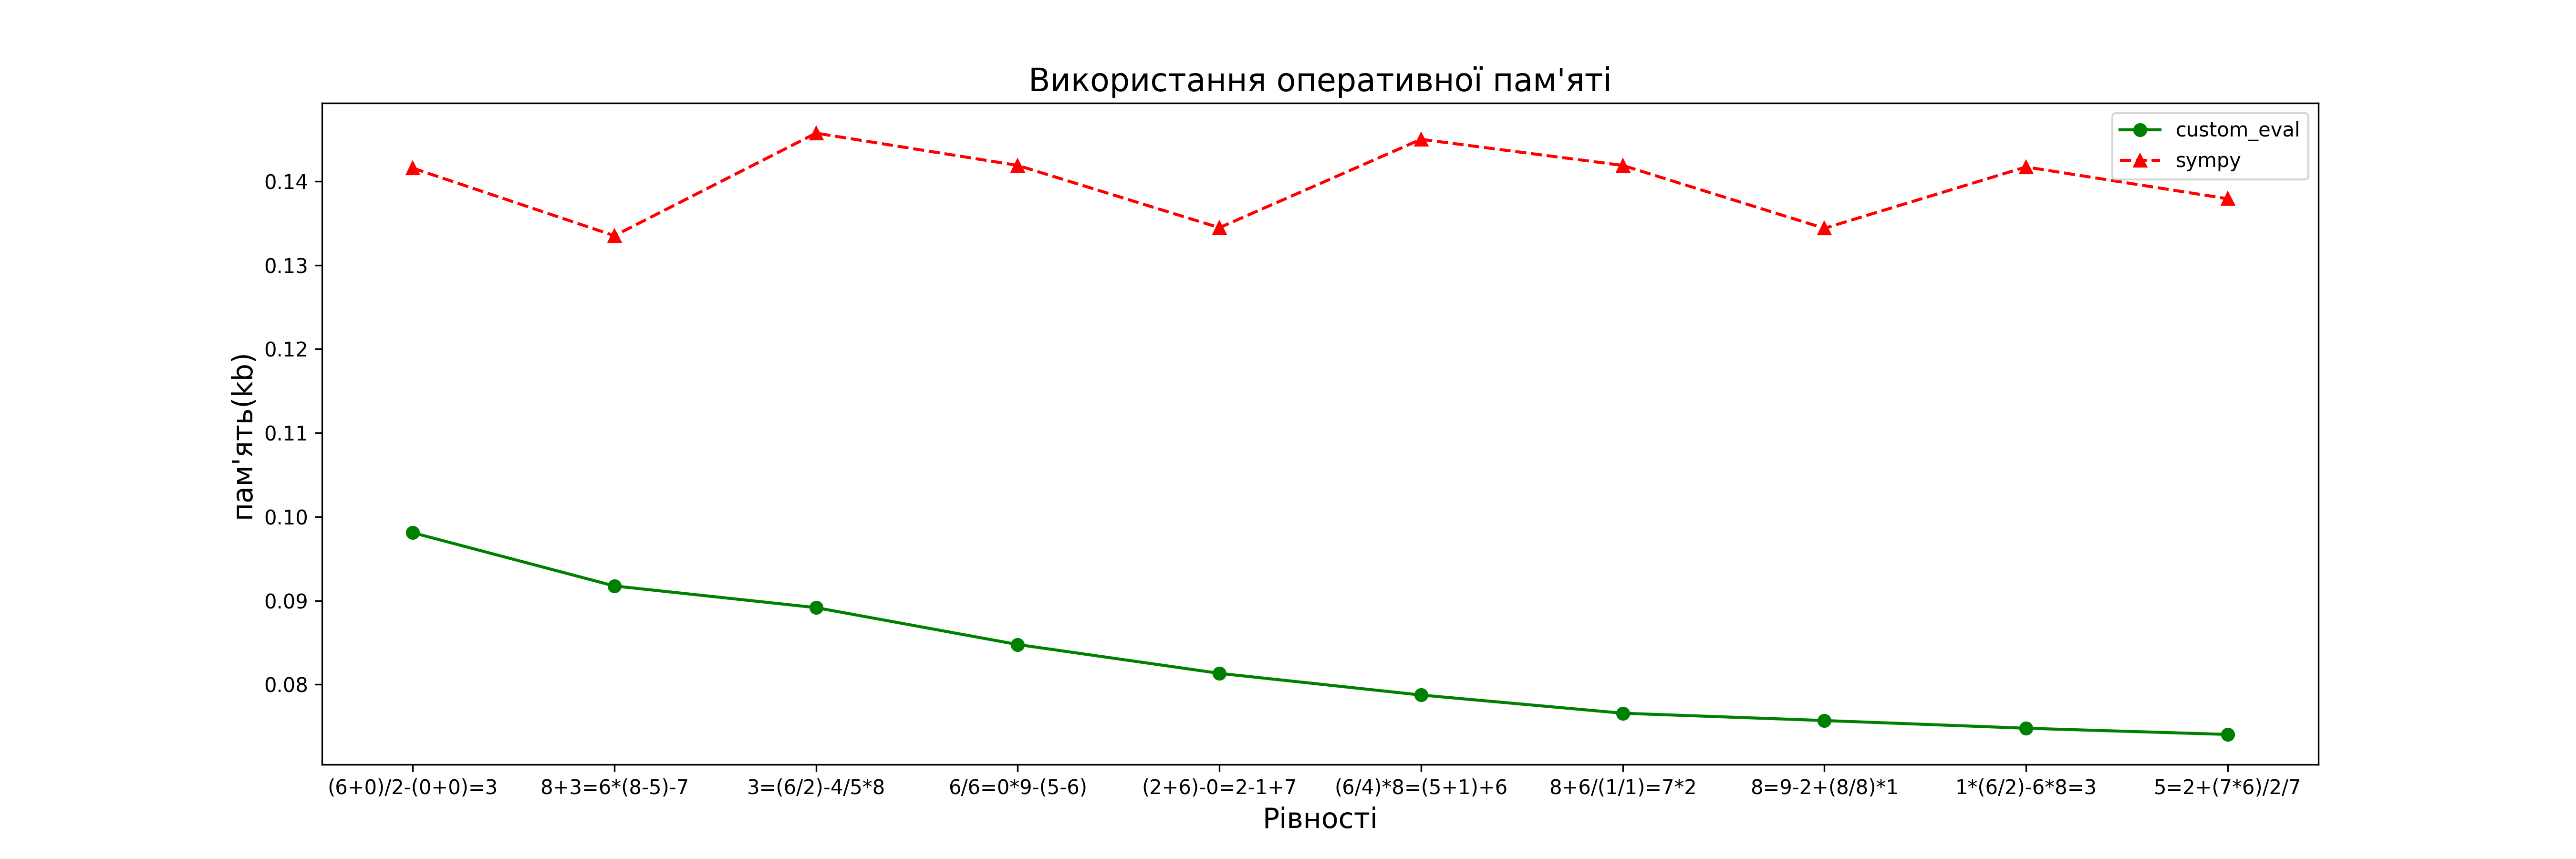 Використання оперативної пам'яті
custom_eval
sympy
0.14
0.13
0.12
0.11
0.10
0.09
0.08
пам'ять(kb)
(6+0)/2-(0+0)=3 8+3=6*(8-5)-7 3=(6/2)-4/5*8 6/6=0*9-(5-6) (2+6)-0=2-1+7 (6/4)*8=(5+1)+6 8+6/(1/1)=7*2 8=9-2+(8/8)*1 1*(6/2)-6*8=3 5=2+(7*6)/2/7
Рівності